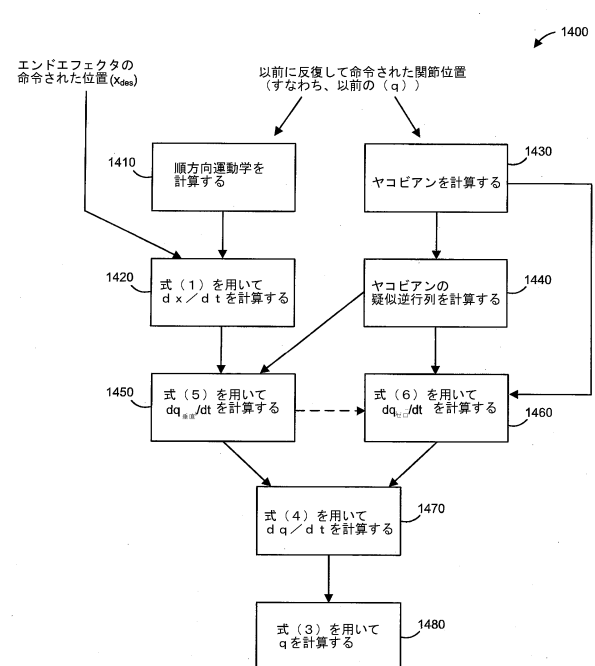 1400
エンドエフェクタの
命令された位置(xdes)
以前に反復して命令された関節位置
(すなわち、以前の(q))
1410
順方向運動学を
計算する
1430
ヤコビアンを計算する
1420
式(1)を用いて
dx/dtを計算する
1440
ヤコビアンの
疑似逆行列を計算する
1450
式(5)を用いて
dq垂直/dtを計算する
式(6)を用いて
dqゼロ/dt を計算する
1460
式(4)を用いて
dq/dtを計算する
1470
式(3)を用いて
qを計算する
1480